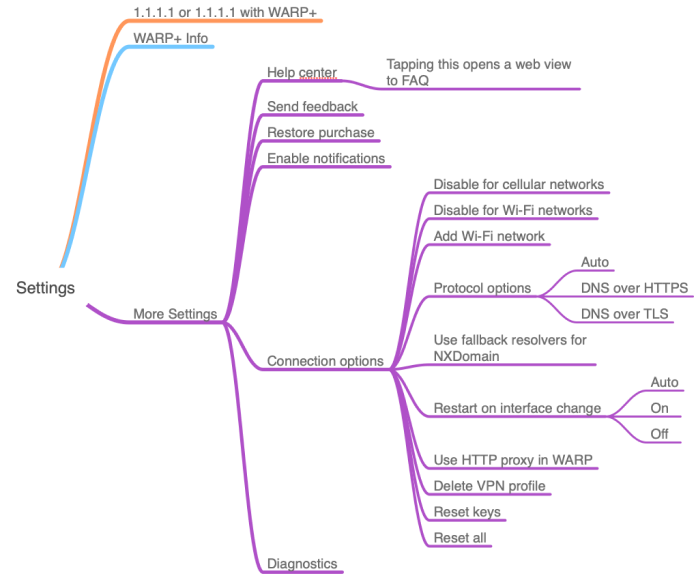 1.1.1.1 or 1.1.1.1 with WARP+
WARP+ Info
Settings
More Settings
Help center
Tapping this opens a web view
to FAQ
Send feedback
Restore purchase
Enable notifications
Connection options
Disable for cellular networks
Disable for Wi-Fi networks
Add Wi-Fi network
Protocol options
Auto
DNS over HTTPS
DNS over TLS
Use fallback resolvers for
NXDomain
Restart on interface change
Auto
On
Off
Use HTTP proxy in WARP
Delete VPN profile
Reset keys
Reset all
Diagnostics